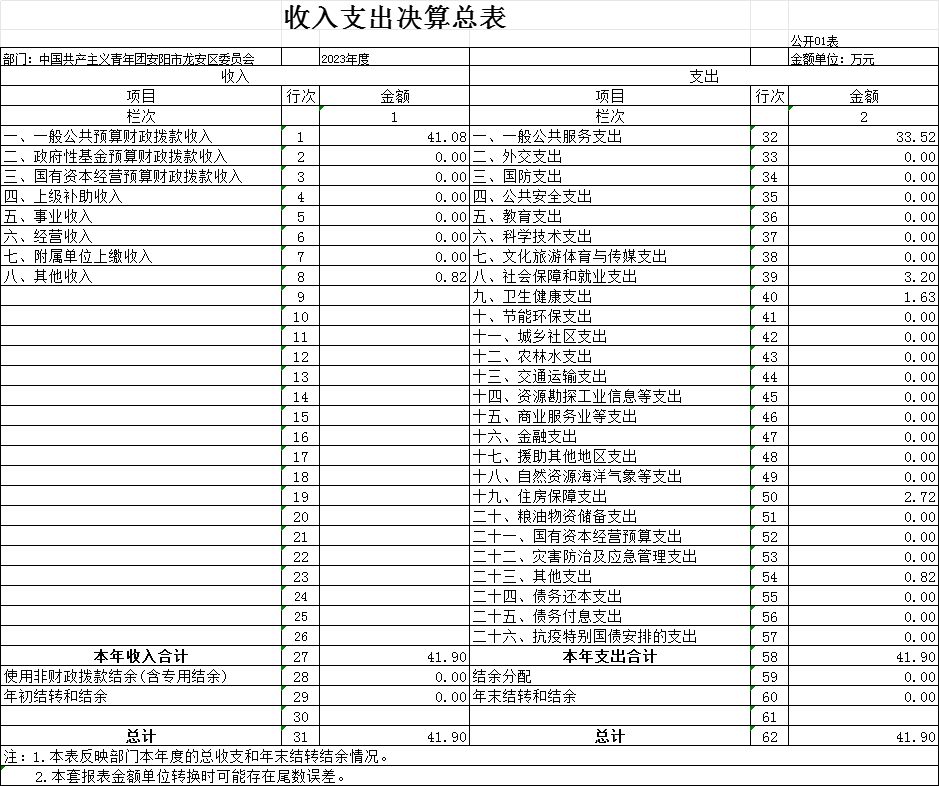 收入支出决算总表
公开01表
部门：中国共产主义青年团安阳市龙安区委员会 2023年度 金额单位：万元
收入 支出
项目 行次 金额 项目 行次 金额
栏次 1 栏次 2
一、一般公共预算财政拨款收入 1 41.08 一、一般公共服务支出 32 33.52
二、政府性基金预算财政拨款收入 2 0.00 二、外交支出 33 0.00
三、国有资本经营预算财政拨款收入 3 0.00 三、国防支出 34 0.00
四、上级补助收入 4 0.00 四、公共安全支出 35 0.00
五、事业收入 5 0.00 五、教育支出 36 0.00
六、经营收入 6 0.00 六、科学技术支出 37 0.00
七、附属单位上缴收入 7 0.00 七、文化旅游体育与传媒支出 38 0.00
八、其他收入 8 0.82 八、社会保障和就业支出 39 3.20
9 九、卫生健康支出 40 1.63
10 十、节能环保支出 41 0.00
11 十一、城乡社区支出 42 0.00
12 十二、农林水支出 43 0.00
13 十三、交通运输支出 44 0.00
14 十四、资源勘探工业信息等支出 45 0.00
15 十五、商业服务业等支出 46 0.00
16 十六、金融支出 47 0.00
17 十七、援助其他地区支出 48 0.00
18 十八、自然资源海洋气象等支出 49 0.00
19 十九、住房保障支出 50 2.72
20 二十、粮油物资储备支出 51 0.00
21 二十一、国有资本经营预算支出 52 0.00
22 二十二、灾害防治及应急管理支出 53 0.00
23 二十三、其他支出 54 0.82
24 二十四、债务还本支出 55 0.00
25 二十五、债务付息支出 56 0.00
26 二十六、抗疫特别国债安排的支出 57 0.00
本年收入合计 27 41.90 本年支出合计 58 41.90
使用非财政拨款结余(含专用结余) 28 0.00 结余分配 59 0.00
年初结转和结余 29 0.00 年末结转和结余 60 0.00
30 61
总计 31 41.90 总计 62 41.90
注：1.本表反映部门本年度的总收支和年末结转结余情况。
2.本套报表金额单位转换时可能存在尾数误差。